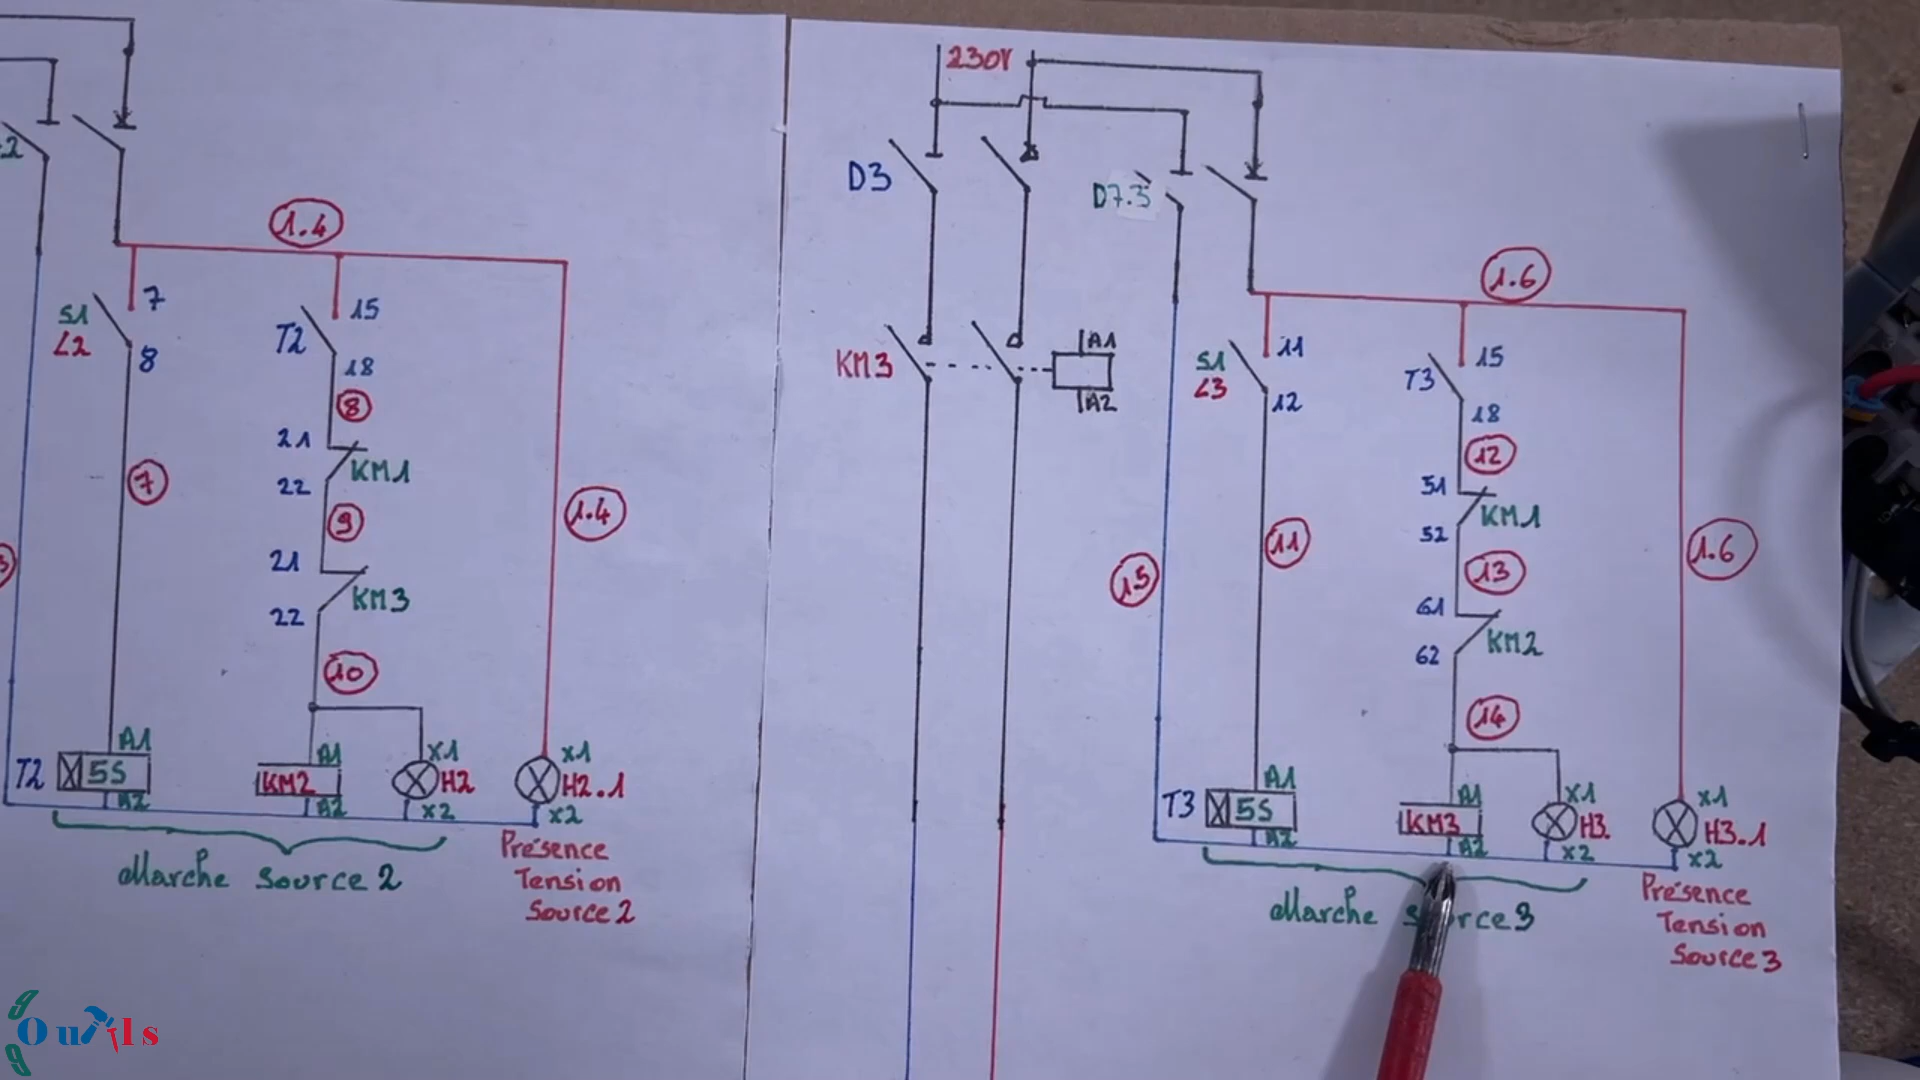 230V
D3
D7.3
1.4
1.6
S1
L2
7
8
T2
15
18
8
21
22
KM1
9
21
22
KM3
10
7
1.4
T2
5S
A1
A2
KM2
A1
A2
X1
H2
X2
X1
H2.1
X2
Marche Source 2
Présence
Tension
Source 2
KM3
A1
A2
S1
L3
11
12
T3
15
18
12
51
52
KM1
13
61
62
KM2
14
15
11
1.6
T3
5S
A1
A2
KM3
A1
A2
X1
H3.
X2
X1
H3.1
X2
Marche Source 3
Présence
Tension
Source 3
gOutils